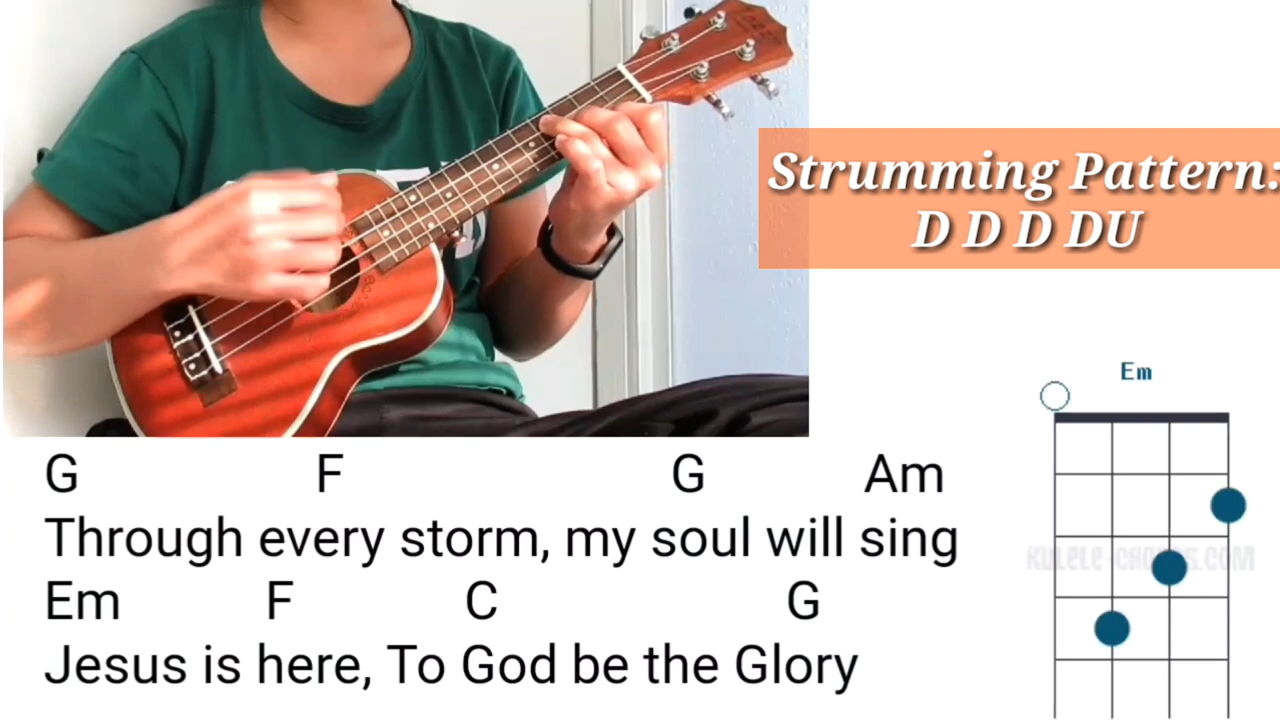 Strumming Pattern:
D D D DU
Em
G F G Am
Through every storm, my soul will sing
Em F C G
Jesus is here, To God be the Glory